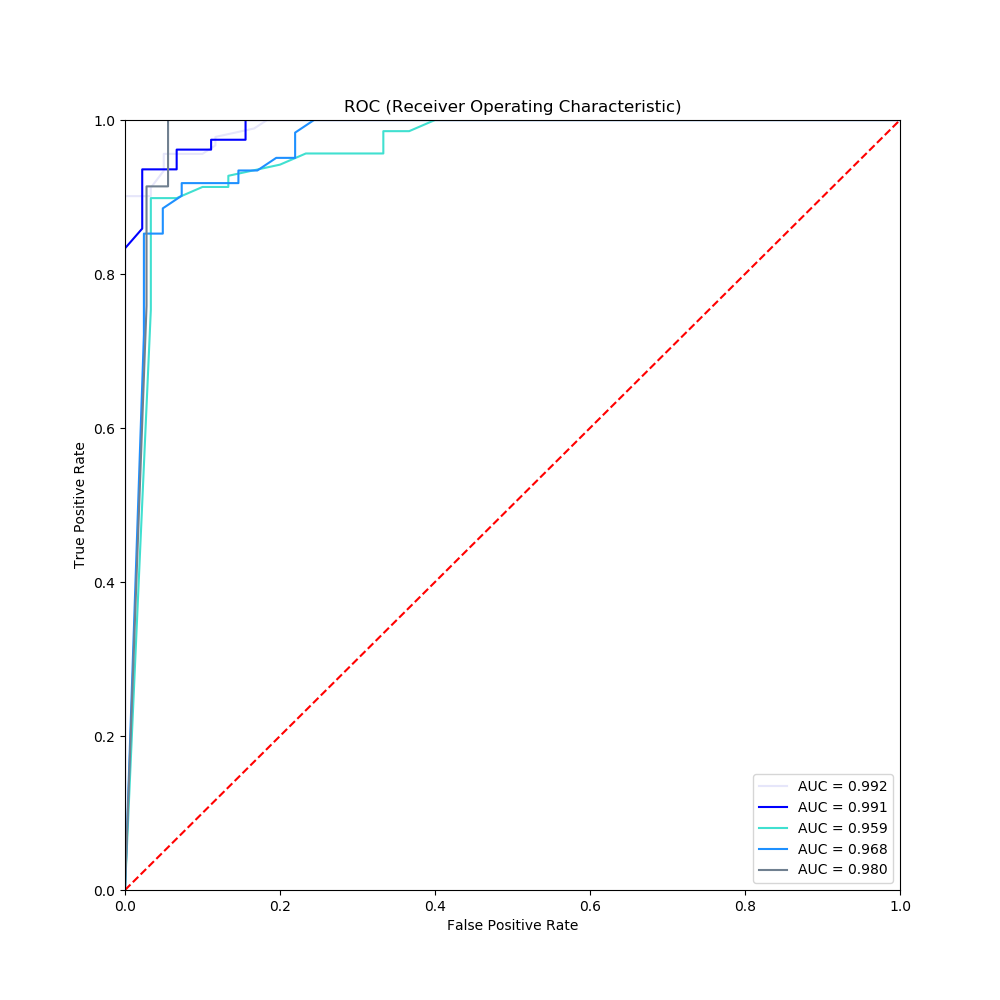 ROC (Receiver Operating Characteristic)
1.0
0.8
0.6
0.4
0.2
0.0
True Positive Rate
AUC = 0.992
AUC = 0.991
AUC = 0.959
AUC = 0.968
AUC = 0.980
0.0 0.2 0.4 0.6 0.8 1.0
False Positive Rate